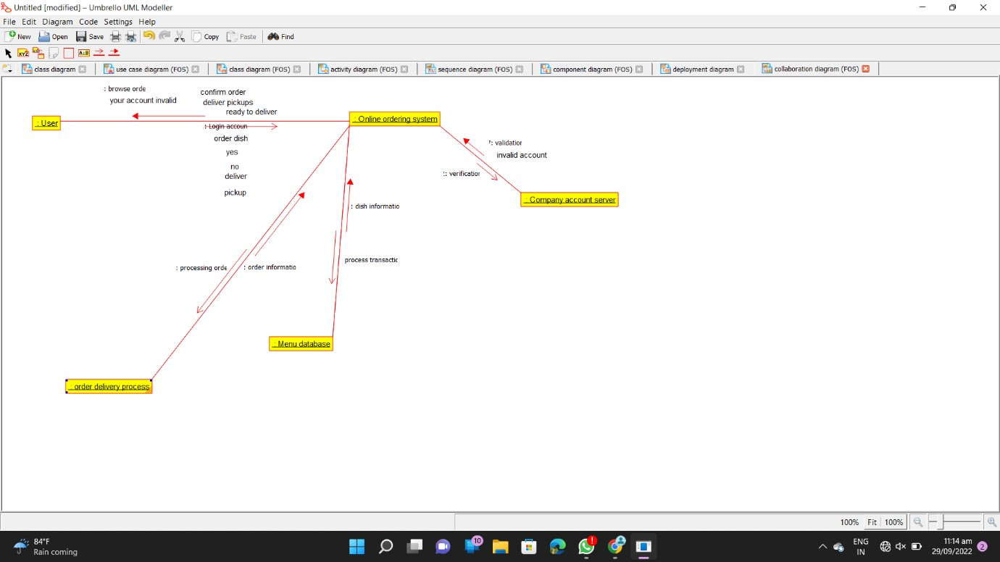 Untitled [modified] – Umbrello UML Modeller
File Edit Diagram Code Settings Help
New Open Save Copy Paste Find
XYZ A:B
class diagram use case diagram (FOS) class diagram (FOS) activity diagram (FOS) sequence diagram (FOS) component diagram (FOS) deployment diagram collaboration diagram (FOS)
: browse orde
your account invalid
confirm order
deliver pickups
ready to deliver
: User
: Online ordering system
: Login accoun
order dish
yes
no
deliver
pickup
7: validation
invalid account
: verification
: Company account server
: dish informatio
process transactic
: processing orde
: order informatio
: Menu database
: order delivery process
100% Fit 100%
84°F
Rain coming
10
ENG
IN
11:14 am
29/09/2022
2